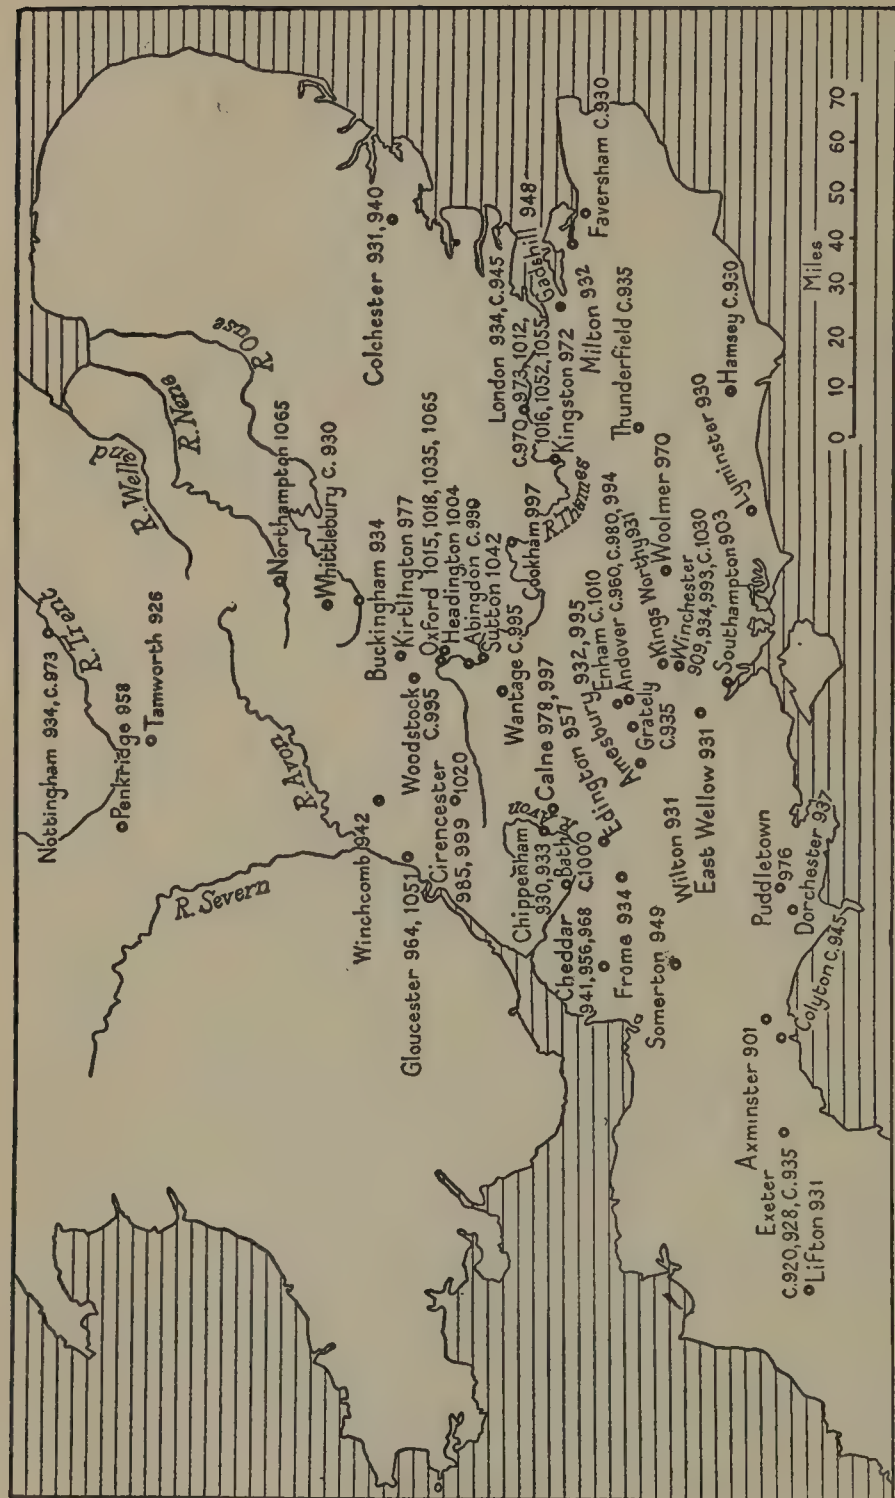 Nottingham 934, C.973
R. Trent
Penkridge 958
Tamworth 926
R. Welland
R. Nene
R. Ouse
R. Severn
R. Avon
Northampton 1065
Whittlebury C. 930
Colchester 931, 940
Winchcomb 942
Buckingham 934
Kirtlington 977
Woodstock
C.995
Oxford 1015, 1018, 1035, 1065
Headington 1004
Abingdon C.990
Sutton 1042
Gloucester 964, 1051
Cirencester
985, 999
1020
London 934, C.945
C.970, 973, 1012,
1016, 1052, 1055
Gadshill 948
Kingston 972
Milton 932
Faversham C.930
R. Thames
Cookham 997
Wantage C.995
Chippenham
930, 933
Calne 978, 997
Bath
C.1000
Edington 957
Amesbury 932, 995
Enham C.1010
Andover C.960, C.980, 994
Grately
C.935
Kings Worthy 931
Woolmer 970
Thunderfield C.935
Cheddar
941, 956, 968
Frome 934
Somerton 949
Wilton 931
East Wellow 931
Winchester
909, 934, 993, C.1030
Southampton 903
Lyminster 930
Hamsey C.930
Puddletown
976
Dorchester 937
Colyton C.945
Axminster 901
Exeter
C.920, 928, C.935
Lifton 931
Miles
0 10 20 30 40 50 60 70